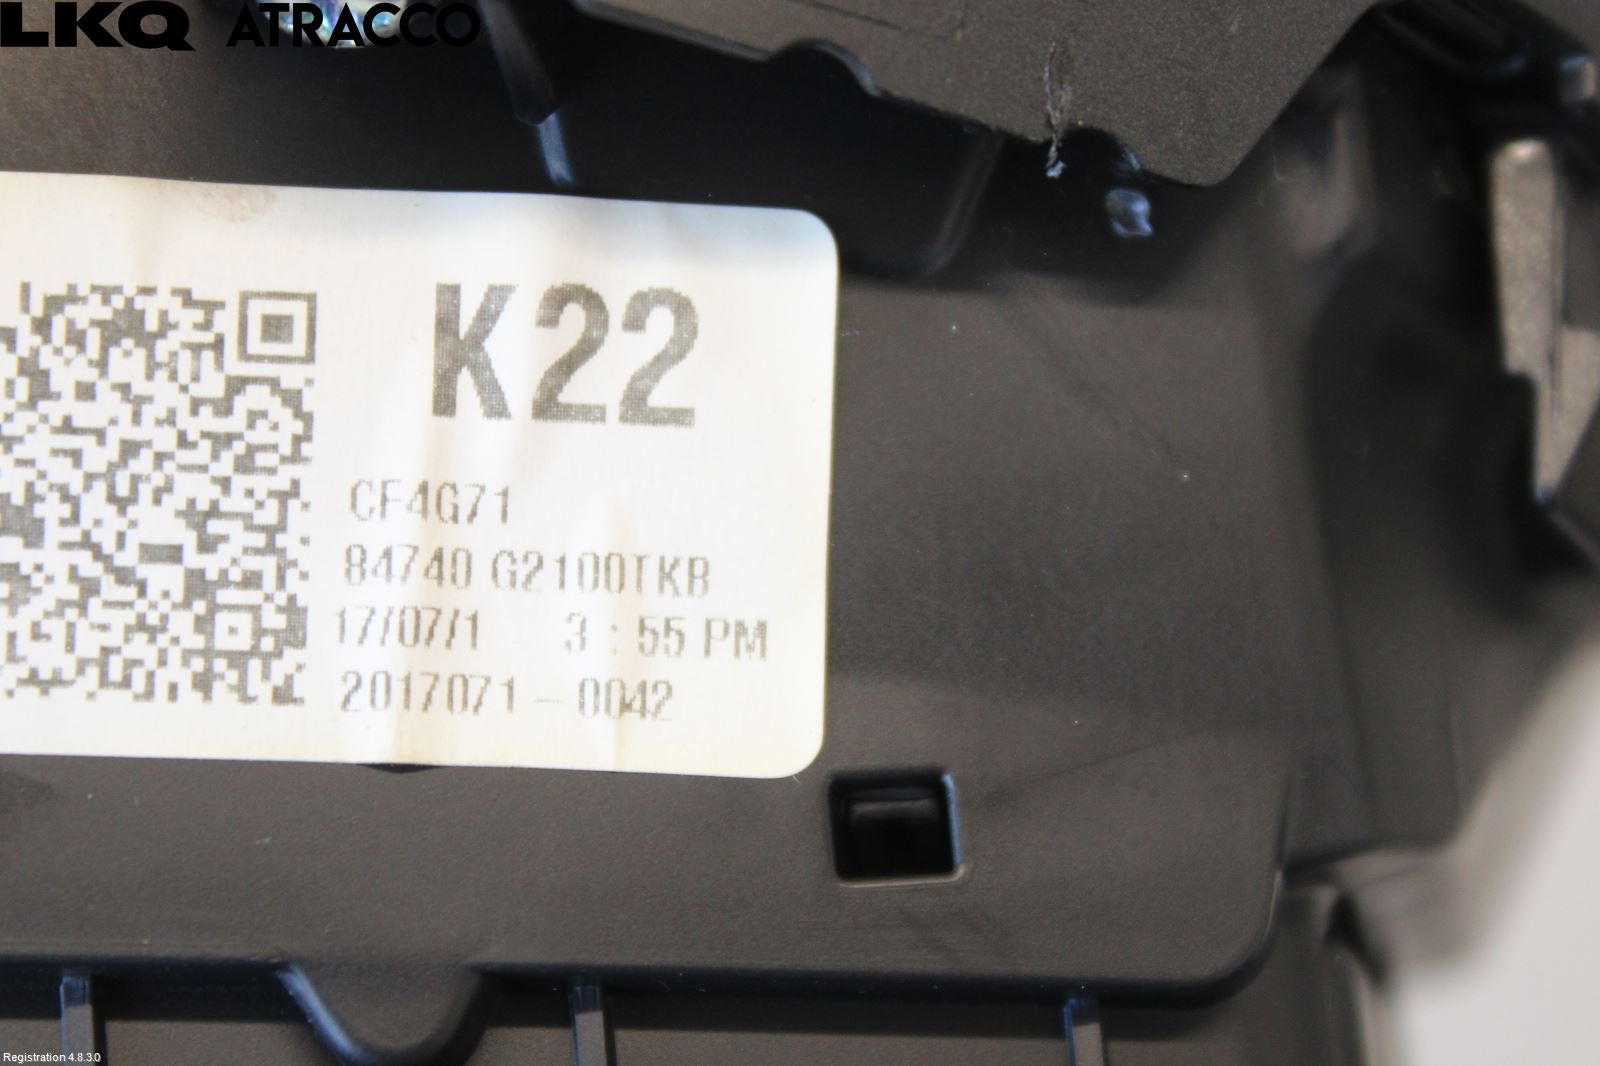 LKQ ATRACCO
K22
CF4G71
84740 G2100TKB
17/07/1 3 : 55 PM
2017071 - 0042
Registration 4.8.3.0